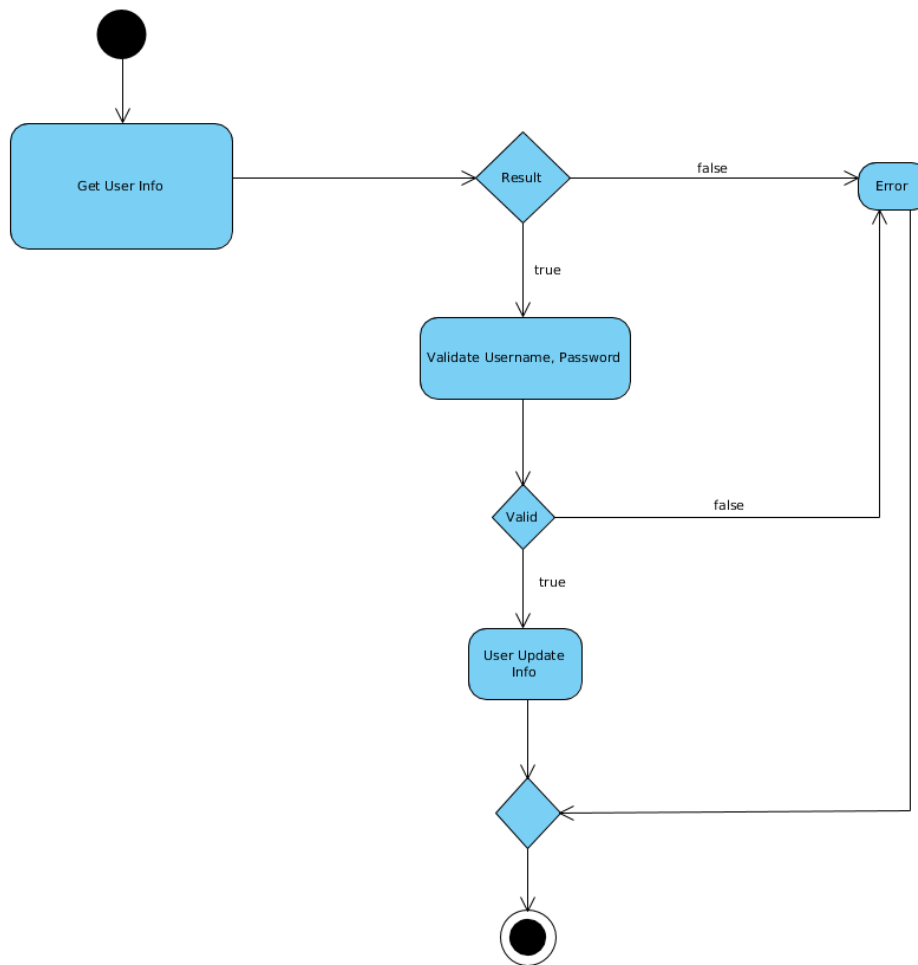 Get User Info
Result
false
Error
true
Validate Username, Password
Valid
false
true
User Update
Info